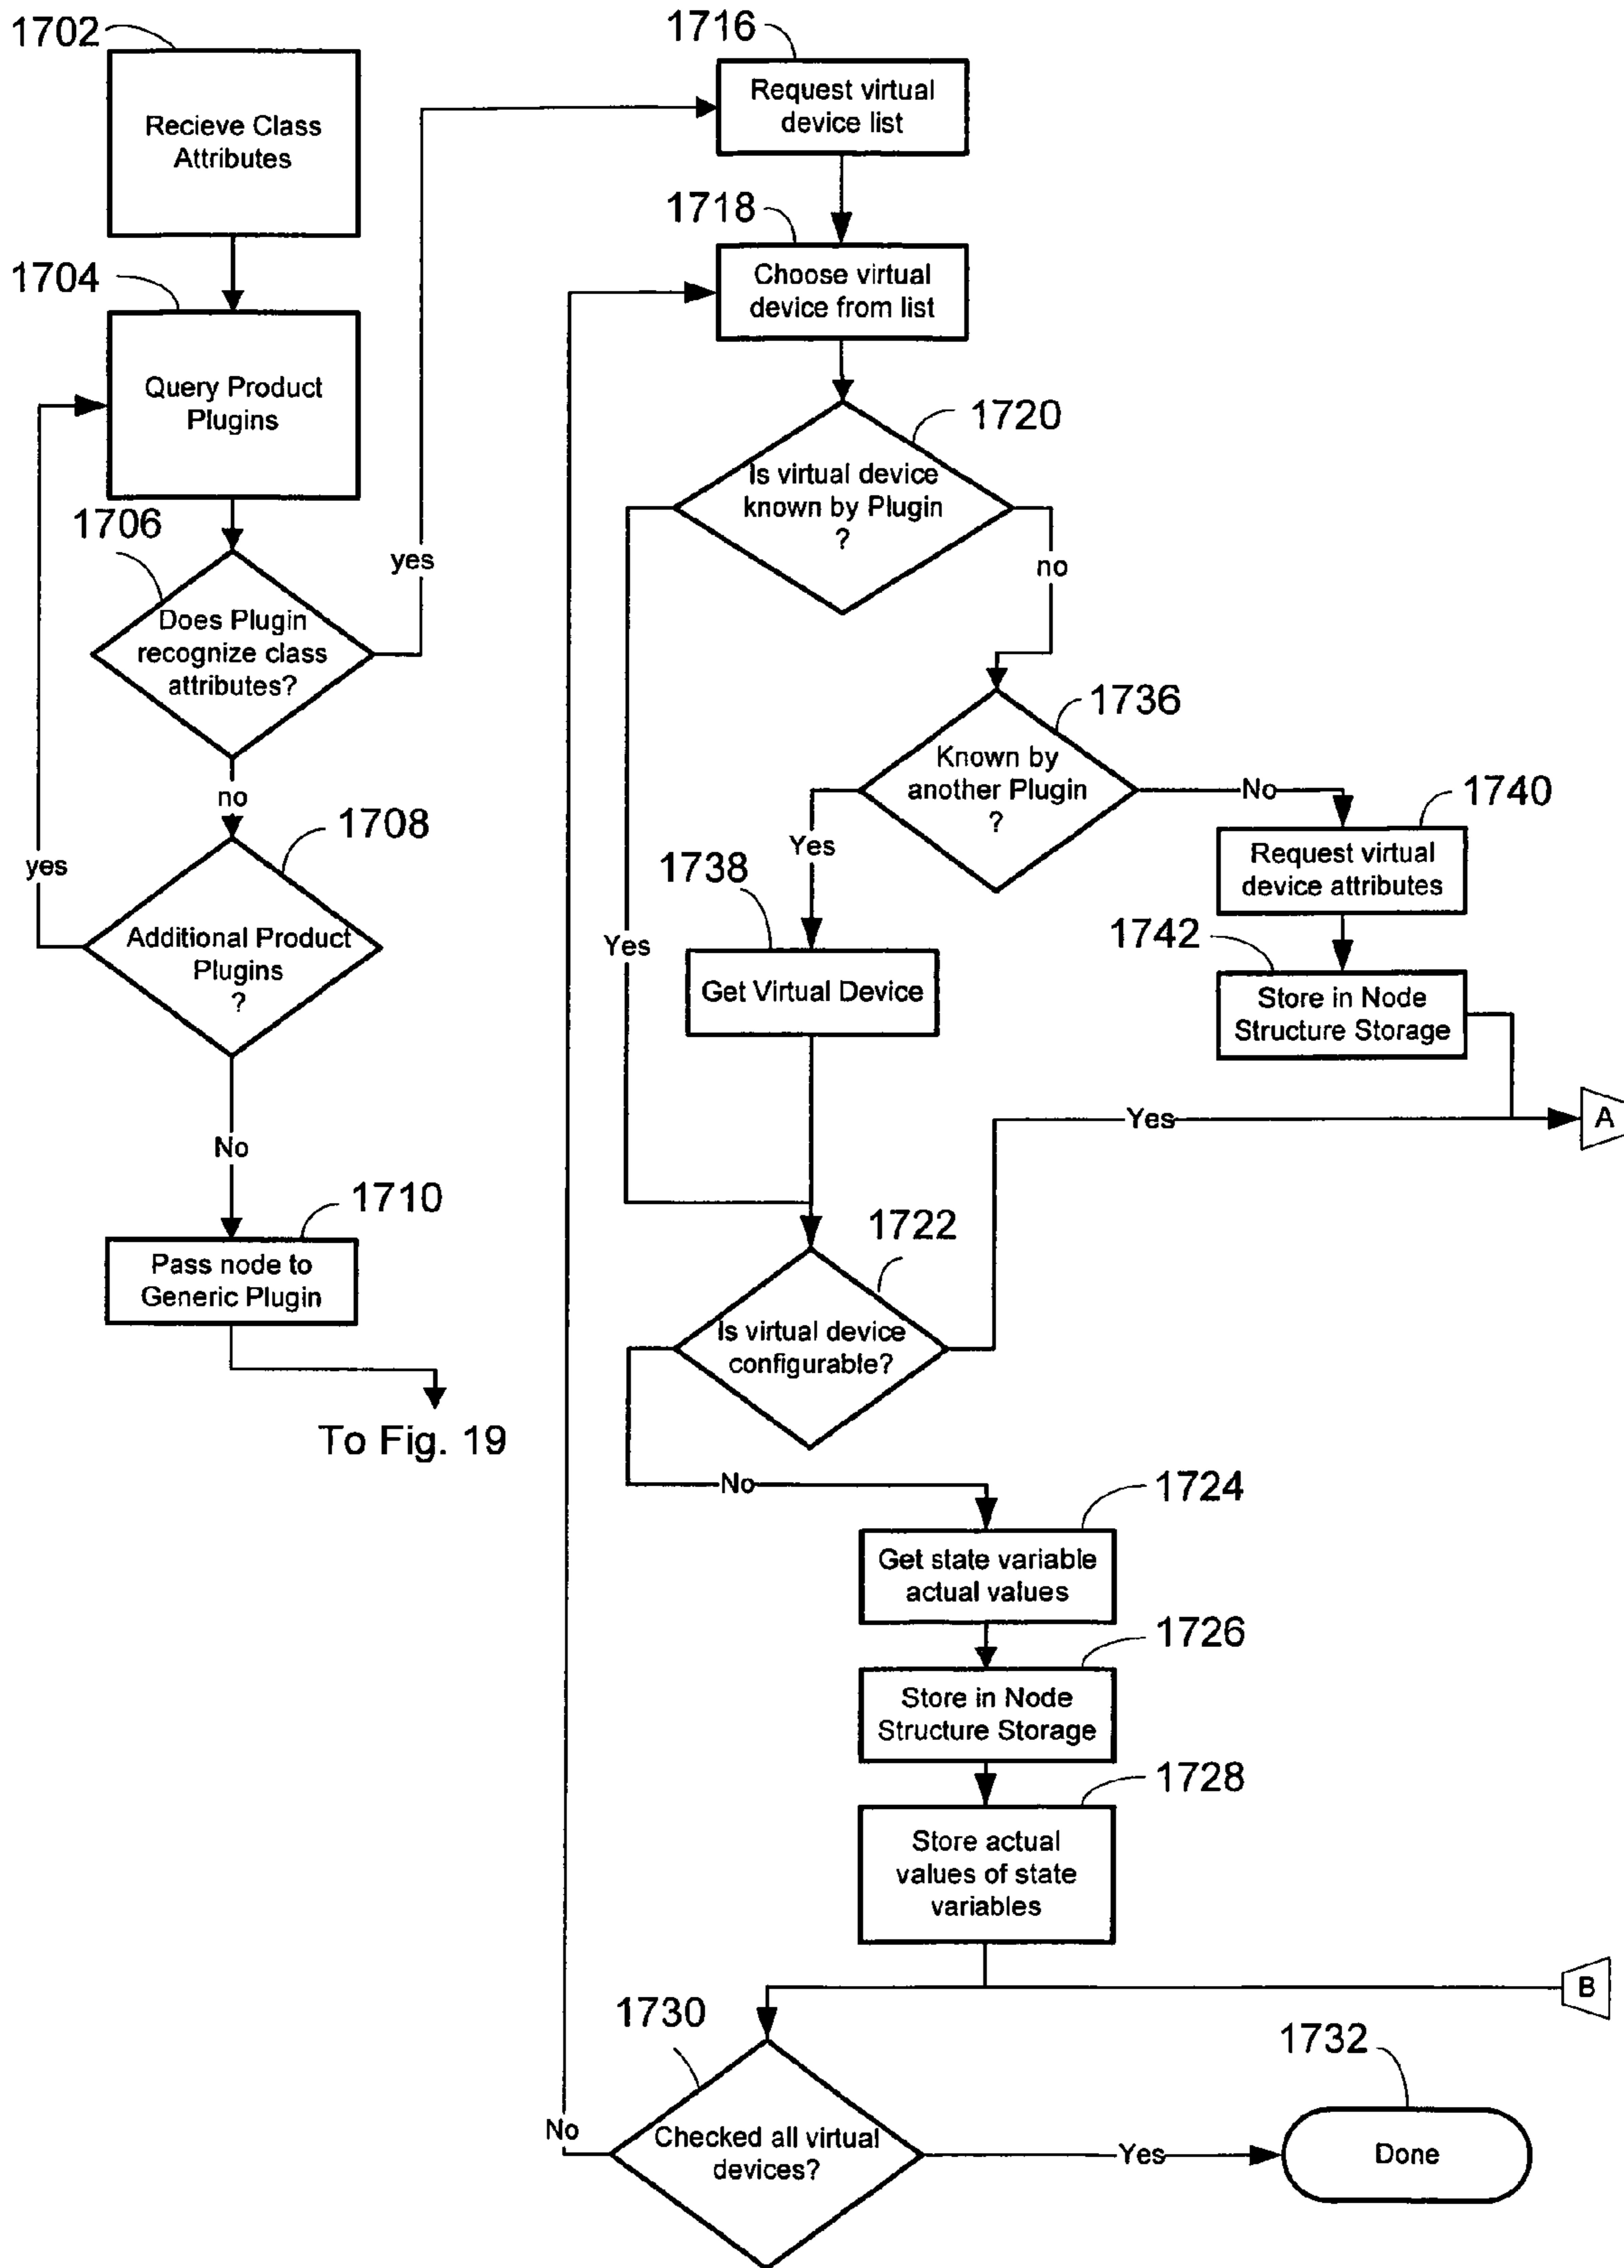 1702
Recieve Class
Attributes
1704
Query Product
Plugins
1706
Does Plugin
recognize class
attributes?
yes
no
1708
Additional Product
Plugins
?
yes
No
1710
Pass node to
Generic Plugin
To Fig. 19
1716
Request virtual
device list
1718
Choose virtual
device from list
1720
Is virtual device
known by Plugin
?
no
Yes
1736
Known by
another Plugin
?
Yes
No
1738
Get Virtual Device
1740
Request virtual
device attributes
1742
Store in Node
Structure Storage
Yes
A
1722
Is virtual device
configurable?
No
1724
Get state variable
actual values
1726
Store in Node
Structure Storage
1728
Store actual
values of state
variables
B
1730
Checked all virtual
devices?
No
Yes
1732
Done